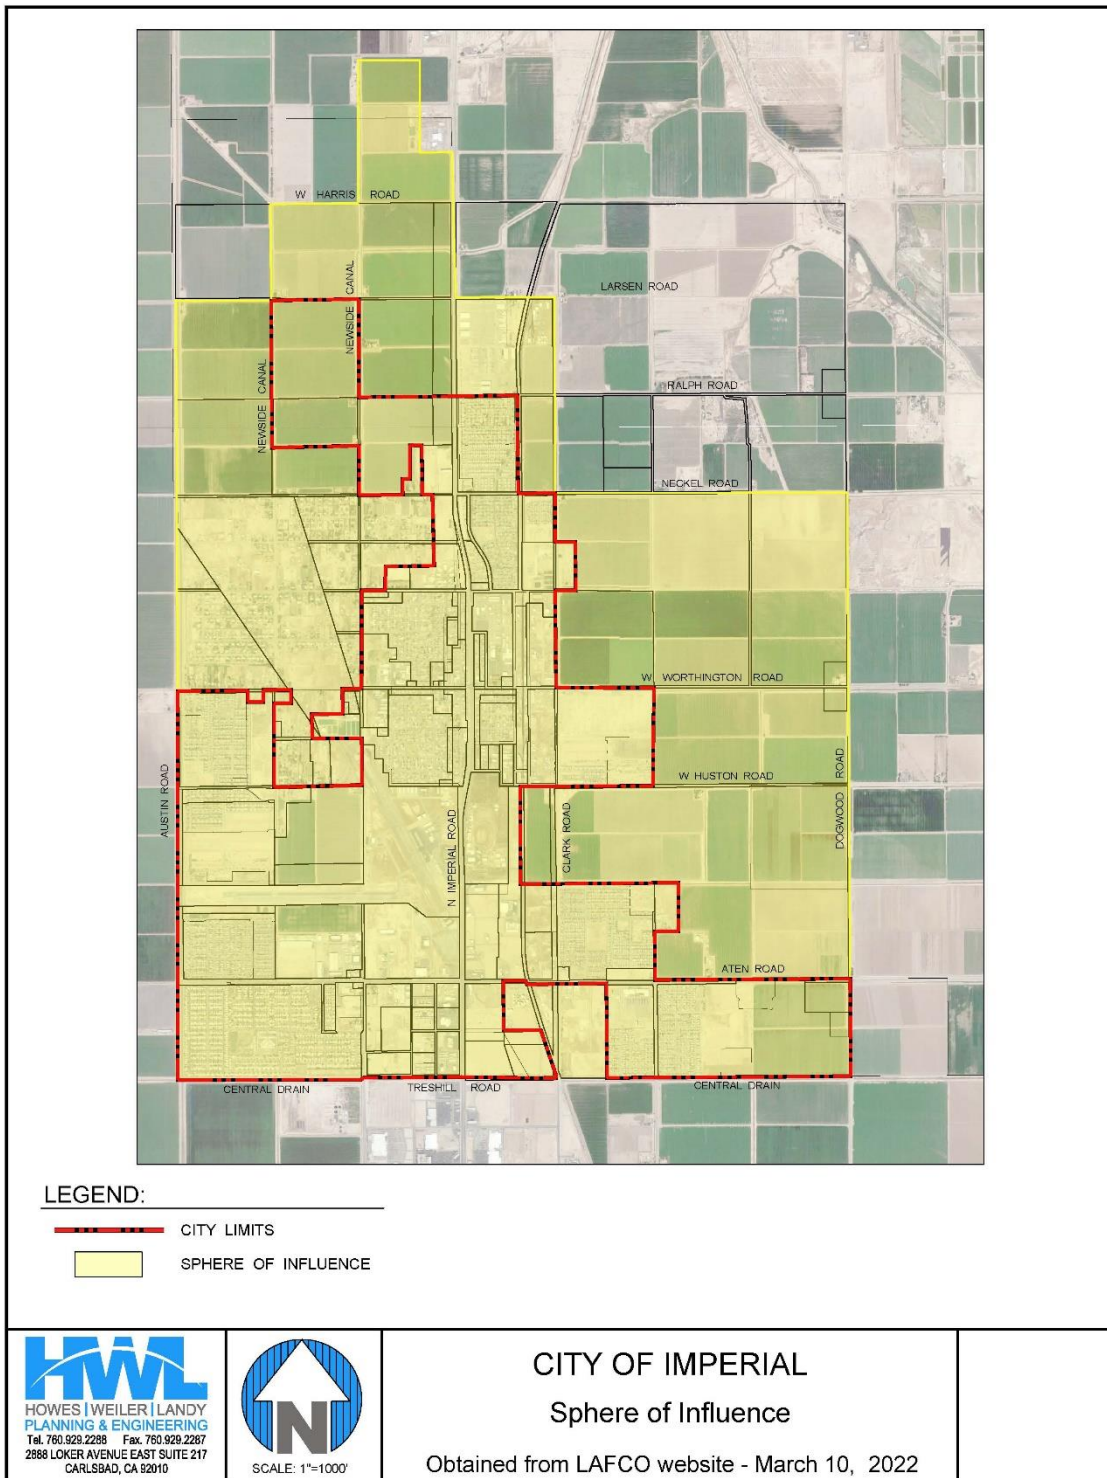 W HARRIS ROAD
NEWSIDE CANAL
LARSEN ROAD
NEWSIDE CANAL
RALPH ROAD
NECKEL ROAD
W WORTHINGTON ROAD
AUSTIN ROAD
N IMPERIAL ROAD
CLARK ROAD
W HUSTON ROAD
DOGWOOD ROAD
ATEN ROAD
CENTRAL DRAIN
TRESHILL ROAD
CENTRAL DRAIN
LEGEND:
CITY LIMITS
SPHERE OF INFLUENCE
HWL
HOWES | WEILER | LANDY
PLANNING & ENGINEERING
Tel. 760.929.2288 Fax. 760.929.2287
2888 LOKER AVENUE EAST SUITE 217
CARLSBAD, CA 92010
N
SCALE: 1"=1000'
CITY OF IMPERIAL
Sphere of Influence
Obtained from LAFCO website - March 10, 2022